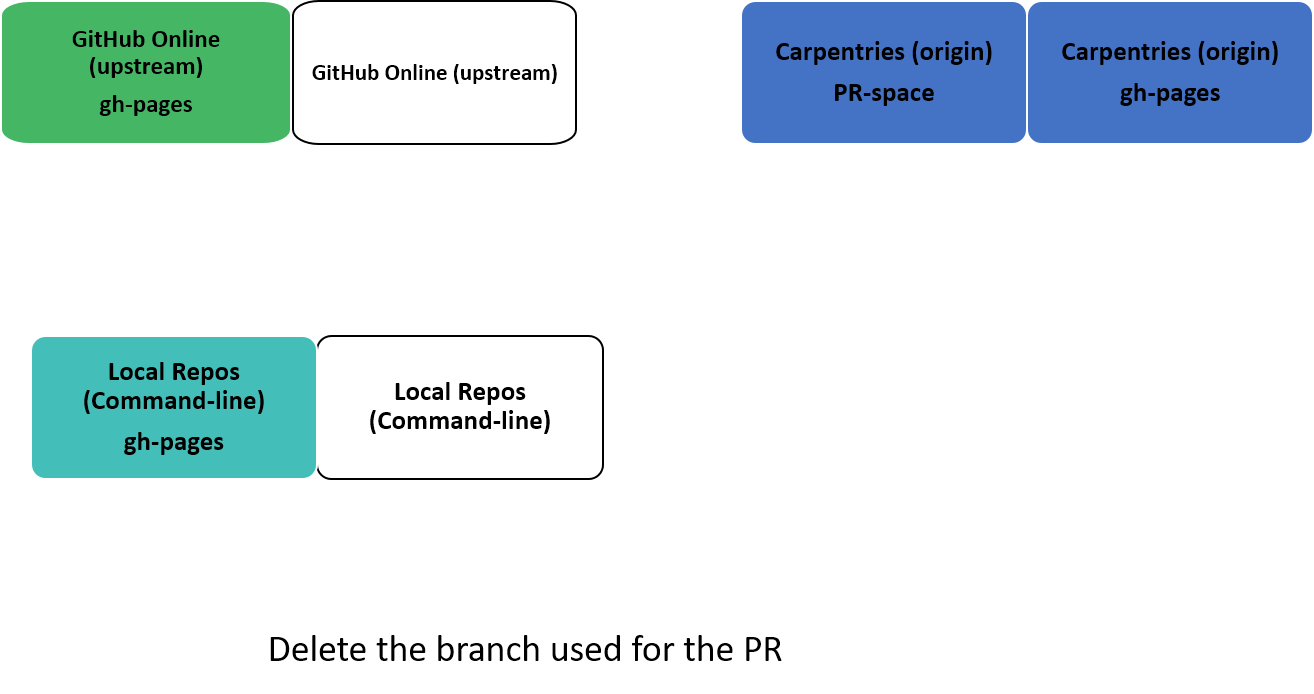 GitHub Online
(upstream)
gh-pages
GitHub Online (upstream)
Carpentries (origin)
PR-space
Carpentries (origin)
gh-pages
Local Repos
(Command-line)
gh-pages
Local Repos
(Command-line)
Delete the branch used for the PR